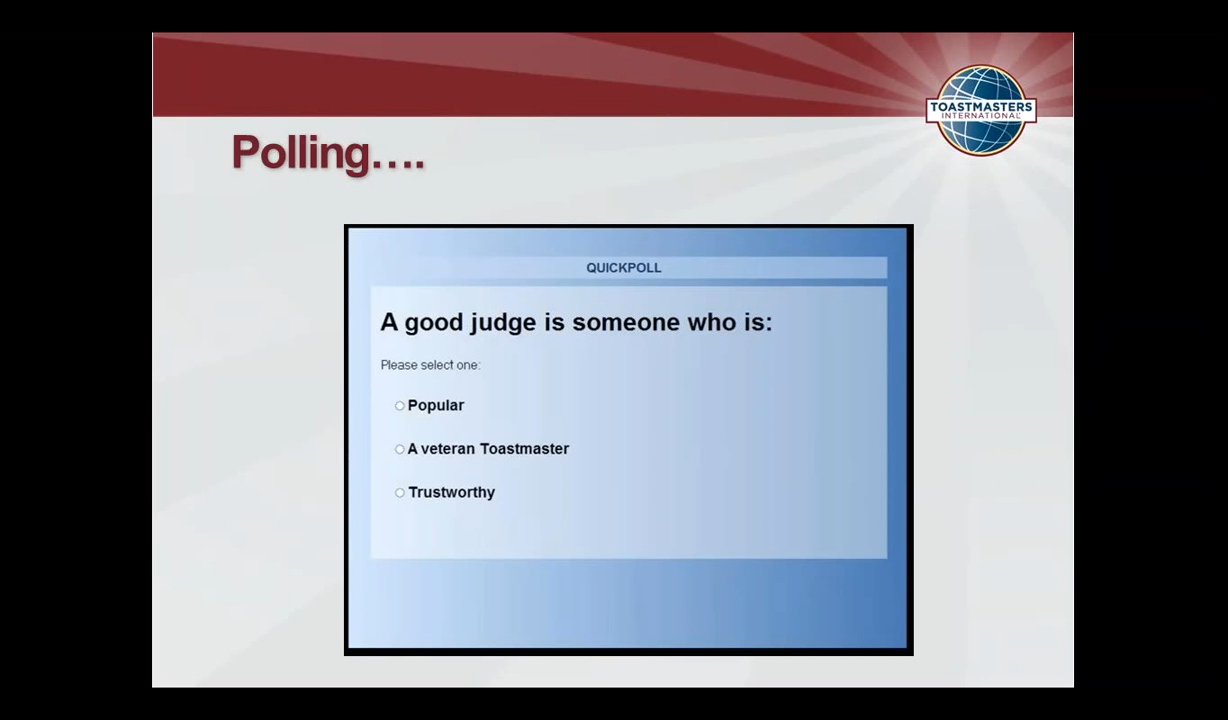 TOASTMASTERS
INTERNATIONAL
Polling….
QUICKPOLL
A good judge is someone who is:
Please select one:
Popular
A veteran Toastmaster
Trustworthy